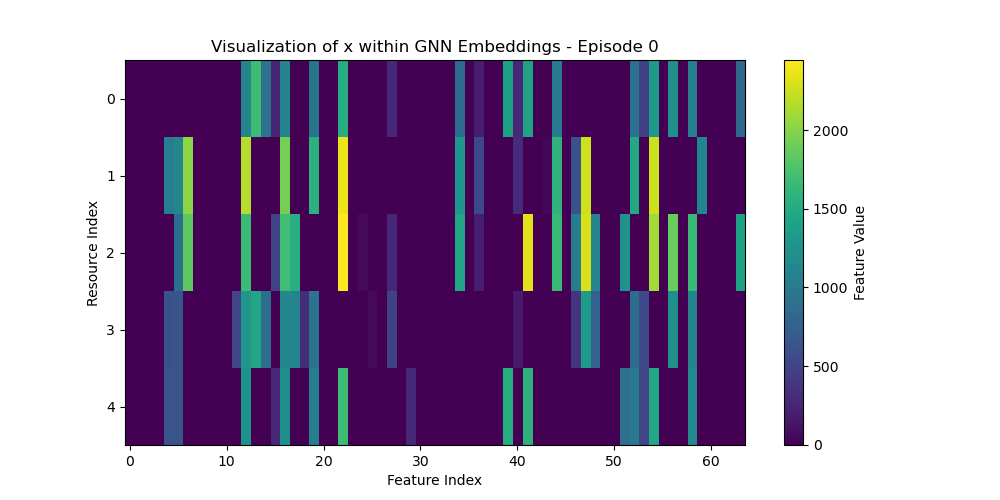 Visualization of x within GNN Embeddings - Episode 0
0
1
2
3
4
Resource Index
0 10 20 30 40 50 60
Feature Index
2000
1500
1000
500
0
Feature Value